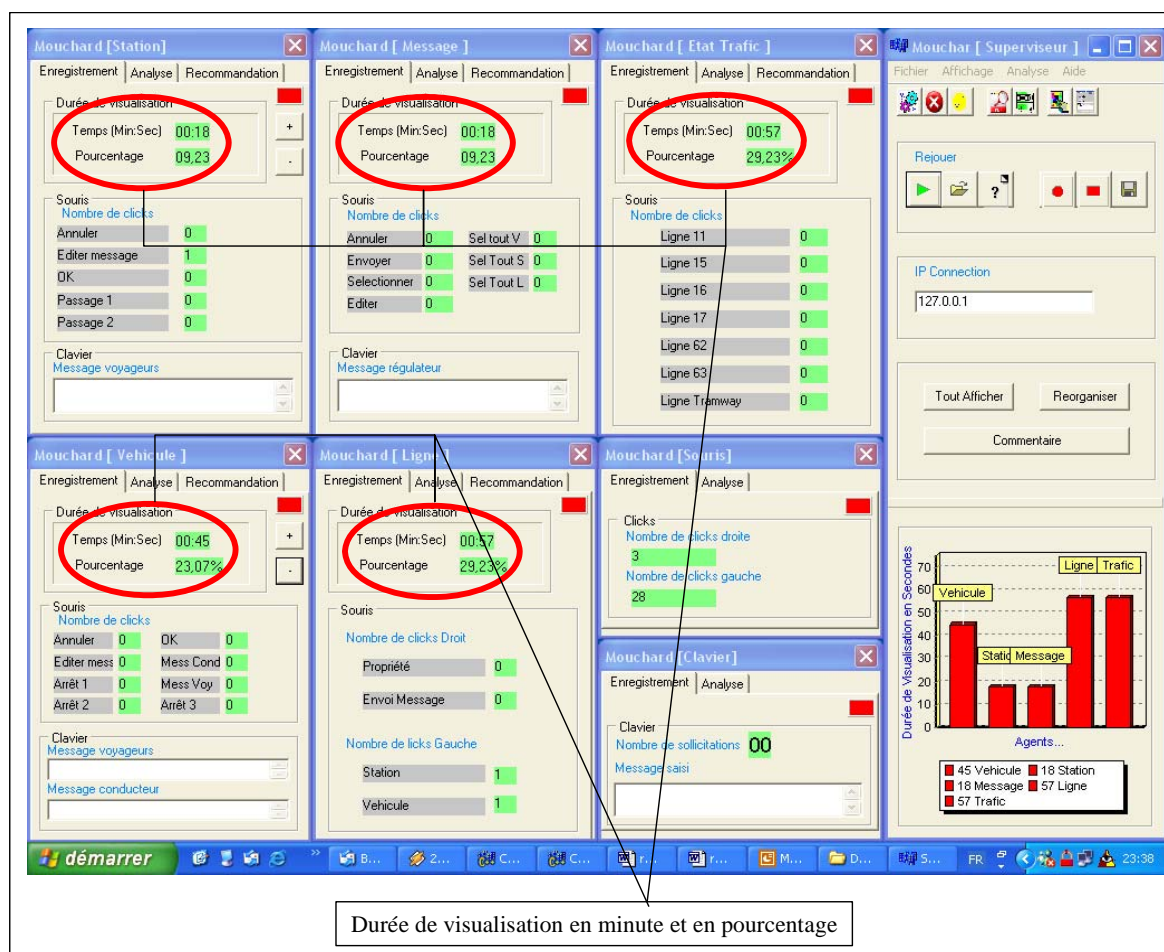 Mouchard [Station]
Enregistrement Analyse Recommandation
Durée de visualisation
Temps (Min:Sec) 00:18 +
Pourcentage 09,23 -
Souris
Nombre de clicks
Annuler 0
Editer message 1
OK 0
Passage 1 0
Passage 2 0
Clavier
Message voyageurs
Mouchard [ Message ]
Enregistrement Analyse Recommandation
Durée de visualisation
Temps (Min:Sec) 00:18
Pourcentage 09,23
Souris
Nombre de clicks
Annuler 0 Sel tout V 0
Envoyer 0 Sel Tout S 0
Selectionner 0 Sel Tout L 0
Editer 0
Clavier
Message régulateur
Mouchard [ Etat Trafic ]
Enregistrement Analyse Recommandation
Durée de visualisation
Temps (Min:Sec) 00:57
Pourcentage 29,23%
Souris
Nombre de clicks
Ligne 11 0
Ligne 15 0
Ligne 16 0
Ligne 17 0
Ligne 62 0
Ligne 63 0
Ligne Tramway 0
Mouchar [ Superviseur ]
Fichier Affichage Analyse Aide
Rejouer
?
IP Connection
127.0.0.1
Tout Afficher Reorganiser
Commentaire
Mouchard [ Vehicule ]
Enregistrement Analyse Recommandation
Durée de visualisation
Temps (Min:Sec) 00:45 +
Pourcentage 23,07% -
Souris
Nombre de clicks
Annuler 0 OK 0
Editer mess 0 Mess Cond 0
Arrêt 1 0 Mess Voy 0
Arrêt 2 0 Arrêt 3 0
Clavier
Message voyageurs
Message conducteur
Mouchard [ Ligne ]
Enregistrement Analyse Recommandation
Durée de visualisation
Temps (Min:Sec) 00:57
Pourcentage 29,23%
Souris
Nombre de clicks Droit
Propriété 0
Envoi Message 0
Nombre de licks Gauche
Station 1
Vehicule 1
Mouchard [Souris]
Enregistrement Analyse
Clicks
Nombre de clicks droite
3
Nombre de clicks gauche
28
Mouchard [Clavier]
Enregistrement Analyse
Clavier
Nombre de sollicitations 00
Message saisi
Durée de Visualisation en Secondes
70
60
50
40
30
20
10
0
Vehicule
Static Message
Ligne Trafic
Agents...
45 Vehicule 18 Station
18 Message 57 Ligne
57 Trafic
démarrer » B... 2... C... C... r... r... M... D... S... FR 23:38
Durée de visualisation en minute et en pourcentage